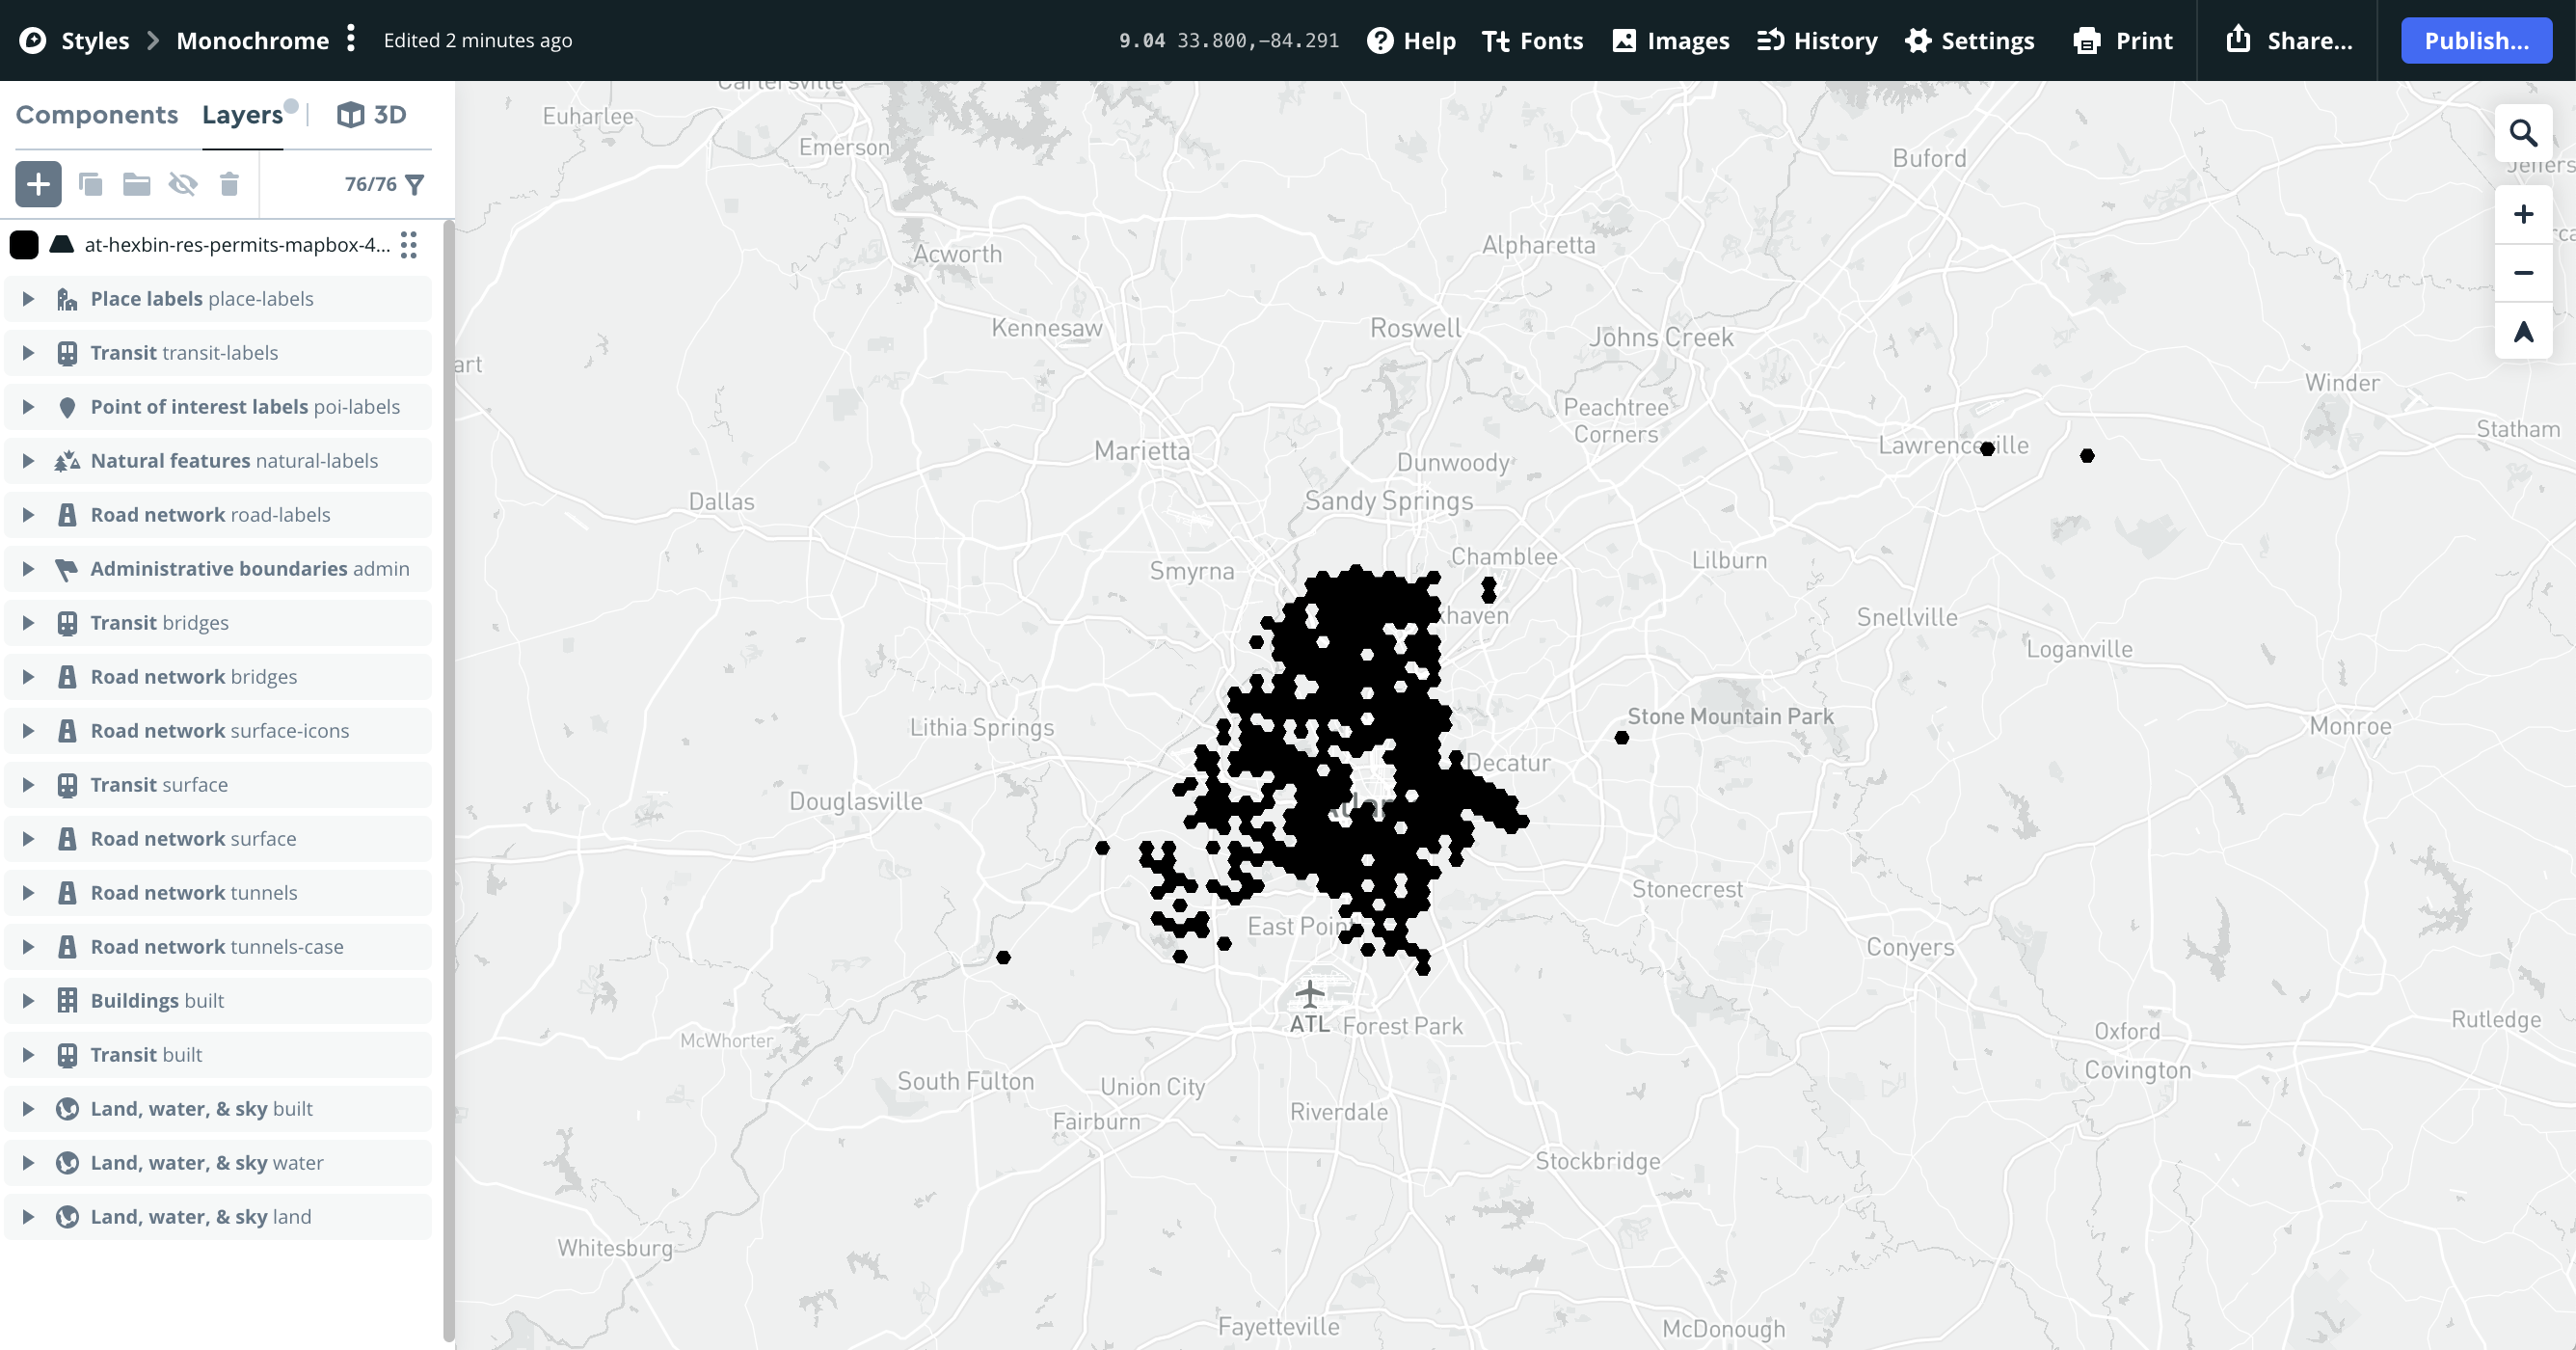 Styles > Monochrome Edited 2 minutes ago 9.04 33.800,-84.291 Help Fonts Images History Settings Print Share... Publish...
Components Layers 3D
76/76
at-hexbin-res-permits-mapbox-4...
Place labels place-labels
Transit transit-labels
Point of interest labels poi-labels
Natural features natural-labels
Road network road-labels
Administrative boundaries admin
Transit bridges
Road network bridges
Road network surface-icons
Transit surface
Road network surface
Road network tunnels
Road network tunnels-case
Buildings built
Transit built
Land, water, & sky built
Land, water, & sky water
Land, water, & sky land
Cartersville
Euharlee
Emerson
Buford
Acworth
Alpharetta
Kennesaw
Roswell
Johns Creek
art
Winder
Peachtree
Corners
Statham
Marietta
Lawrenceville
Dunwoody
Dallas
Sandy Springs
Chamblee
Lilburn
Smyrna
khaven
Snellville
Loganville
Stone Mountain Park
Lithia Springs
Monroe
Decatur
Douglasville
Stonecrest
East Poin
Conyers
ATL
Forest Park
Rutledge
Oxford
McWhorter
Covington
South Fulton
Union City
Riverdale
Fairburn
Stockbridge
Whitesburg
Fayetteville
McDonough